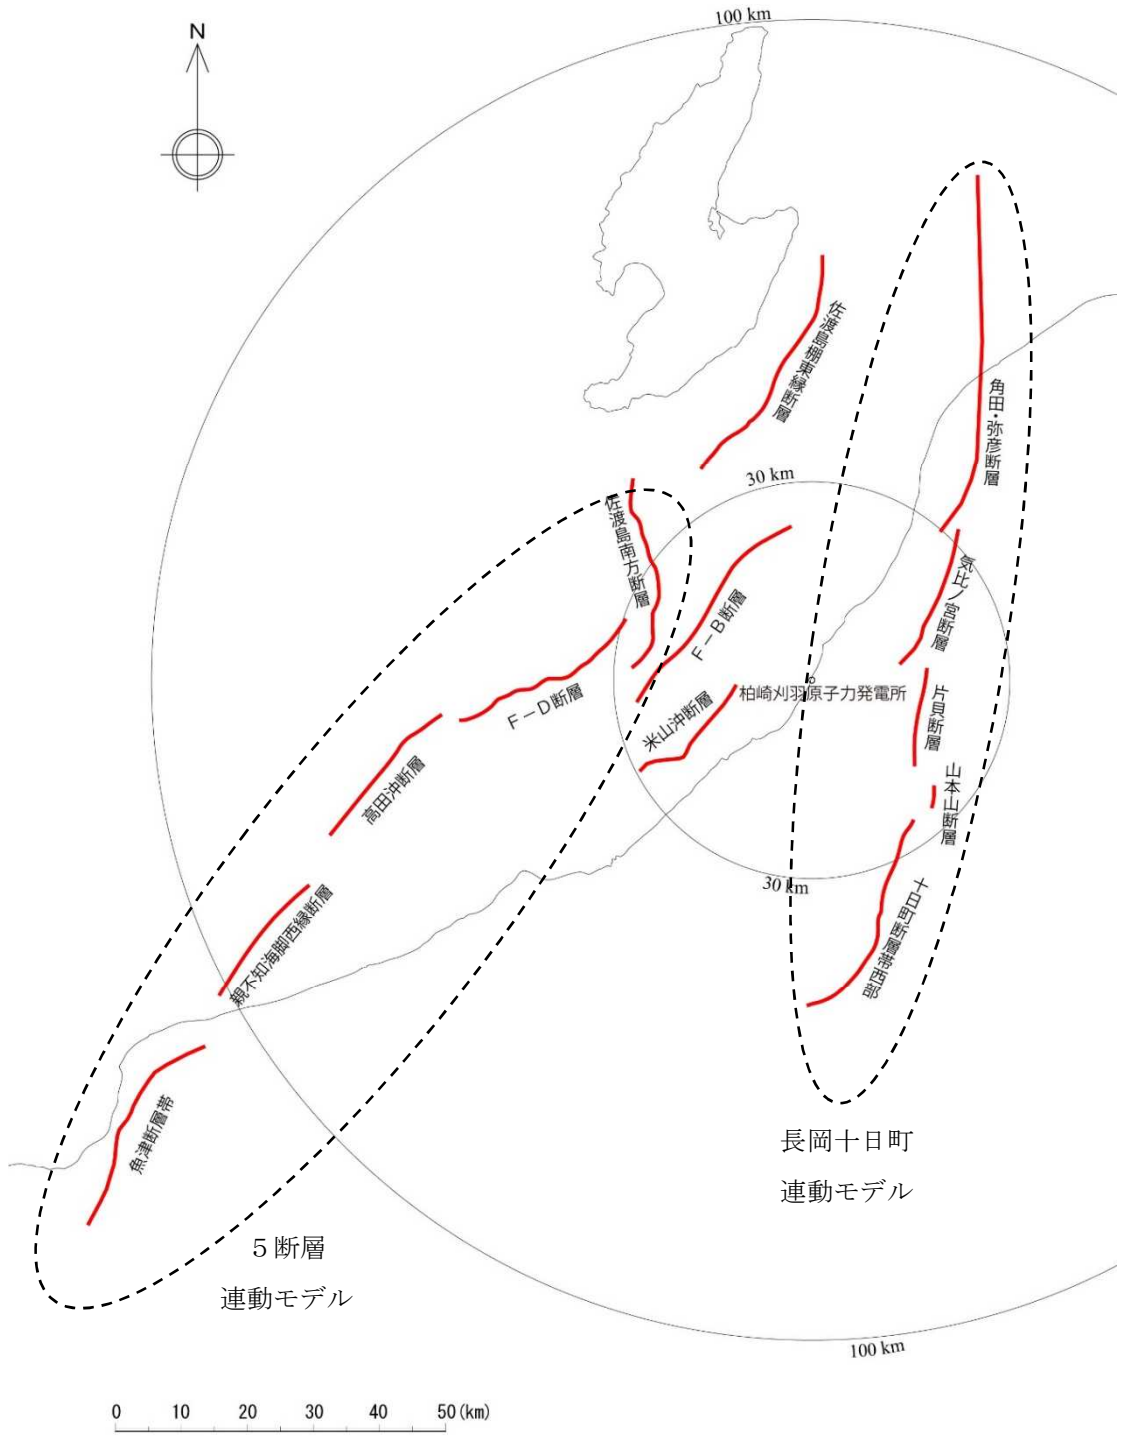 100 km
N
佐渡島棚東縁断層
角田・弥彦断層
30 km
佐渡島南方断層
気比ノ宮断層
F－B断層
柏崎刈羽原子力発電所
片貝断層
米山沖断層
F－D断層
高田沖断層
山本山断層
30 km
十日町断層帯西部
親不知海脚西縁断層
魚津断層帯
長岡十日町
連動モデル
５断層
連動モデル
100 km
0 10 20 30 40 50(km)